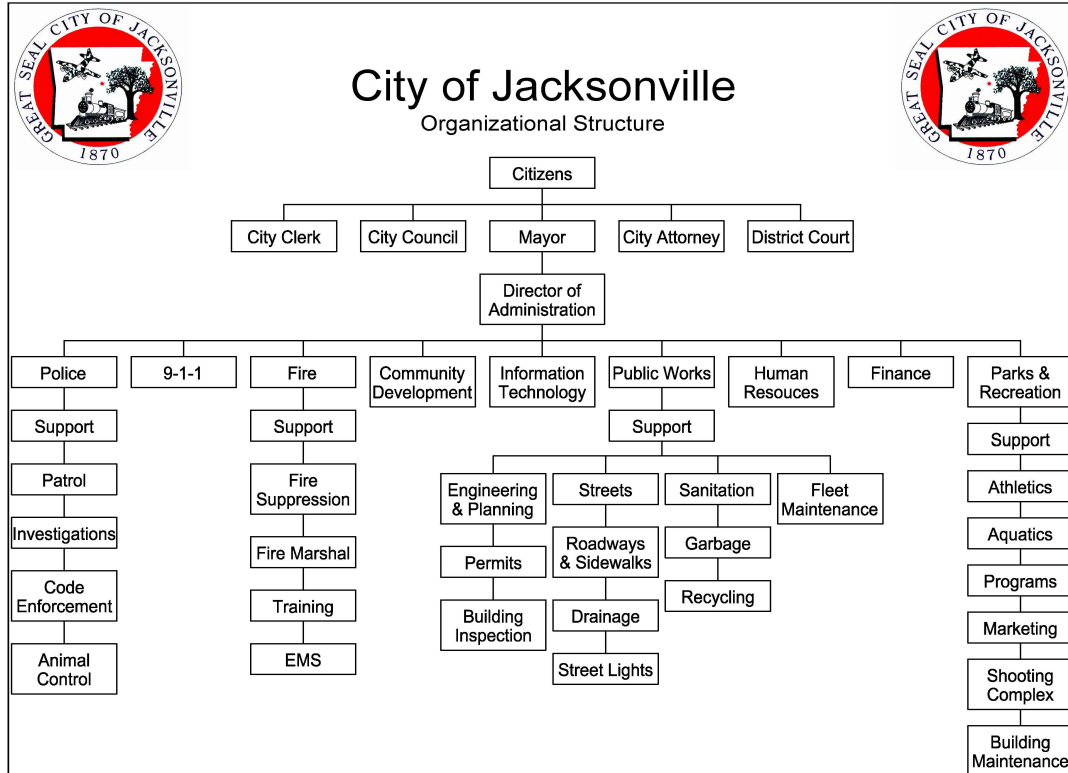 GREAT SEAL CITY OF JACKSONVILLE
1870
GREAT SEAL CITY OF JACKSONVILLE
1870
City of Jacksonville
Organizational Structure
Citizens
City Clerk
City Council
Mayor
City Attorney
District Court
Director of
Administration
Police
9-1-1
Fire
Community
Development
Information
Technology
Public Works
Human
Resouces
Finance
Parks &
Recreation
Support
Patrol
Investigations
Code
Enforcement
Animal
Control
Support
Fire
Suppression
Fire Marshal
Training
EMS
Support
Engineering
& Planning
Permits
Building
Inspection
Streets
Roadways
& Sidewalks
Drainage
Street Lights
Sanitation
Garbage
Recycling
Fleet
Maintenance
Support
Athletics
Aquatics
Programs
Marketing
Shooting
Complex
Building
Maintenance